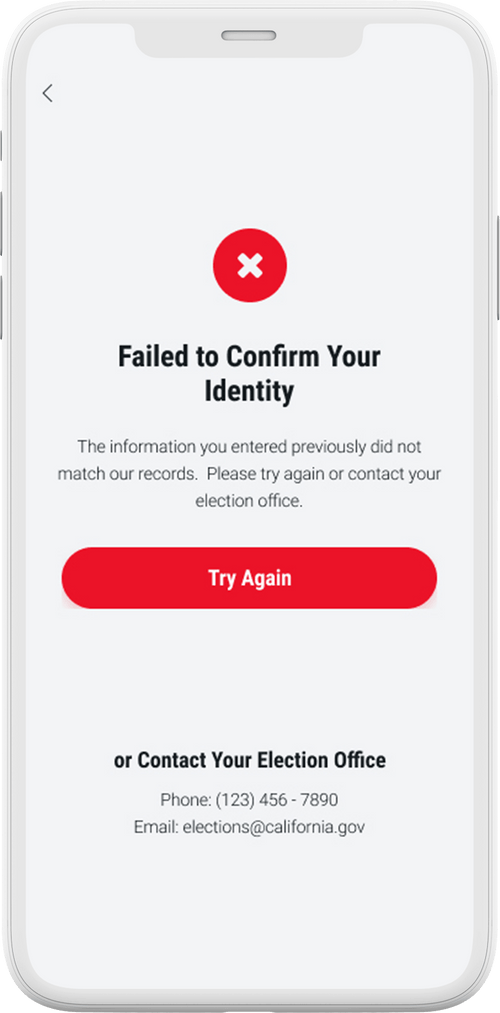 Failed to Confirm Your
Identity
The information you entered previously did not
match our records.  Please try again or contact your
election office.
Try Again
or Contact Your Election Office
Phone: (123) 456 - 7890
Email: elections@california.gov